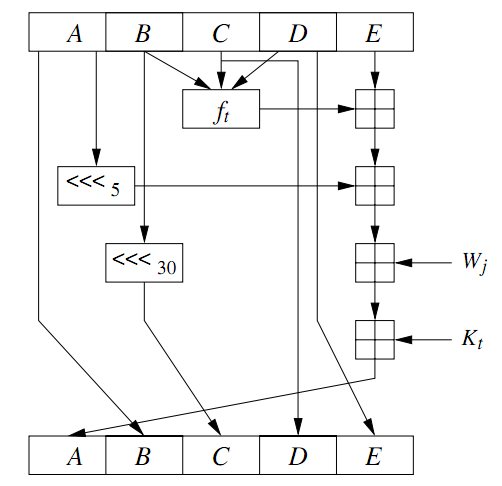 A B C D E
f_t
<<< 5
<<< 30
W_j
K_t
A B C D E